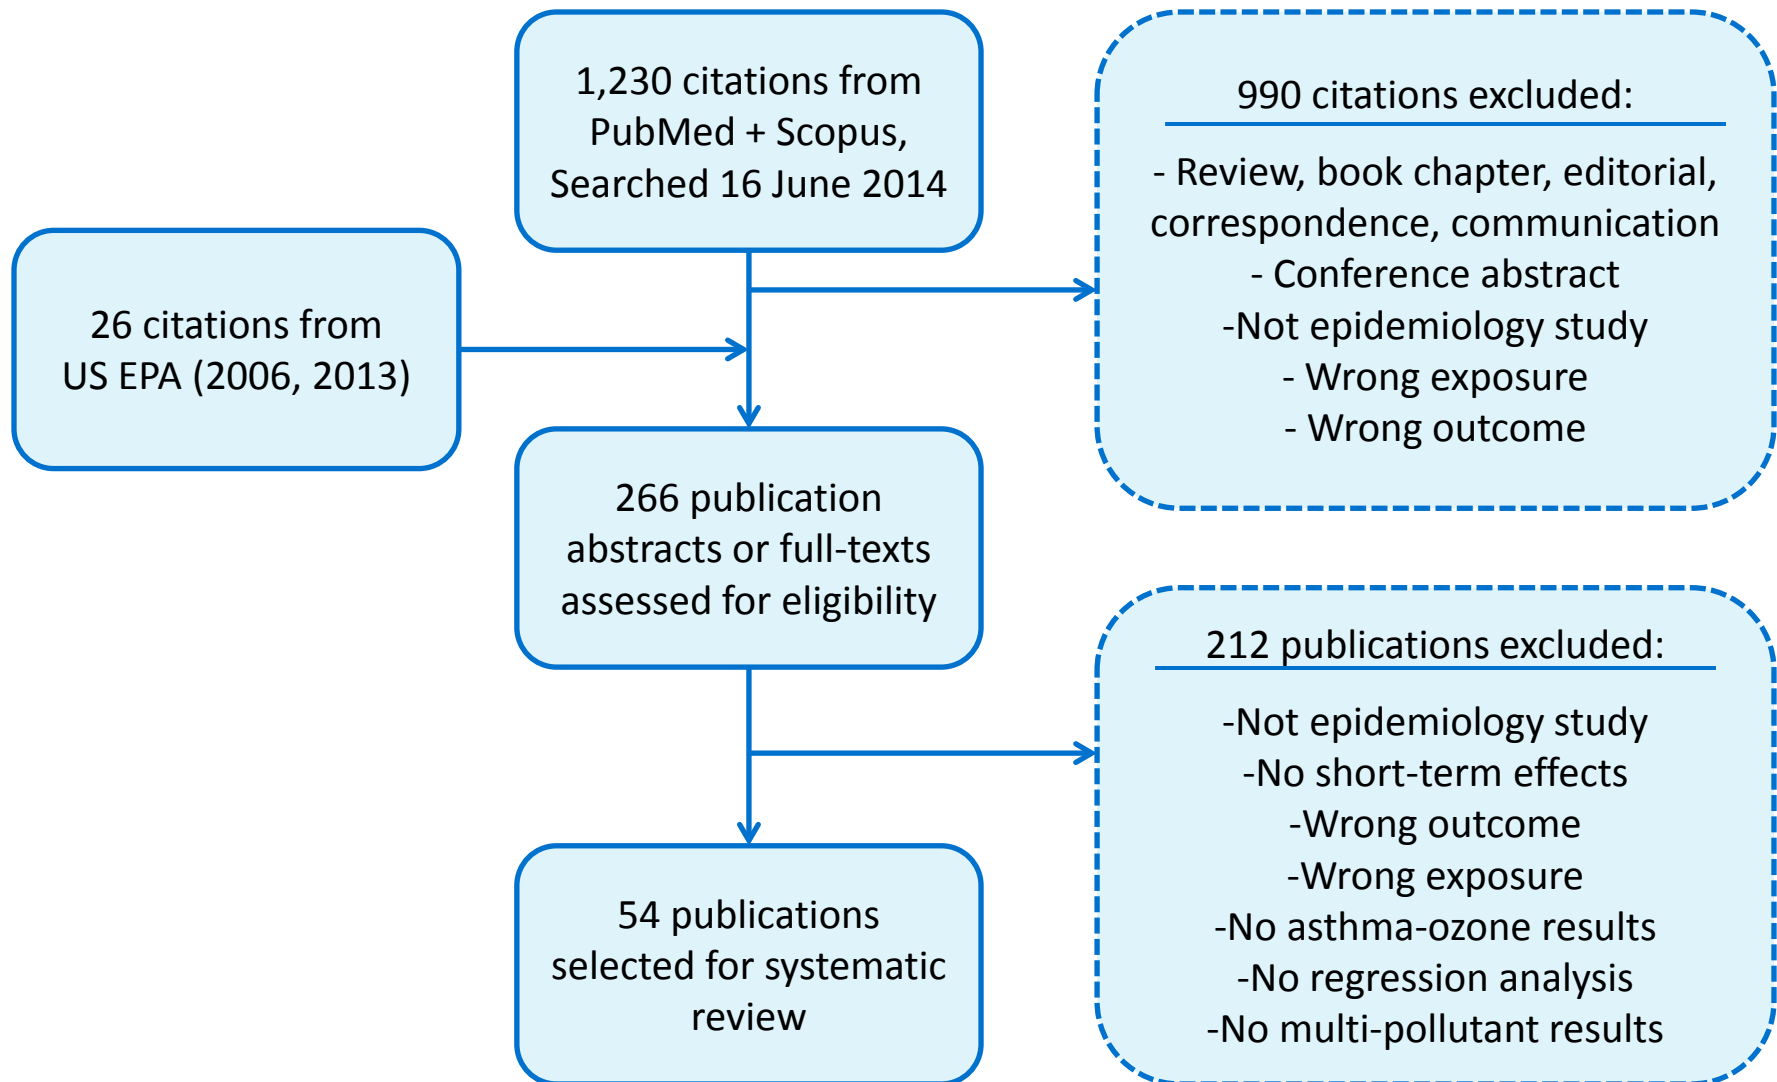 1,230 citations from
PubMed + Scopus,
Searched 16 June 2014
990 citations excluded:
- Review, book chapter, editorial,
correspondence, communication
- Conference abstract
-Not epidemiology study
- Wrong exposure
- Wrong outcome
26 citations from
US EPA (2006, 2013)
266 publication
abstracts or full-texts
assessed for eligibility
212 publications excluded:
-Not epidemiology study
-No short-term effects
-Wrong outcome
-Wrong exposure
-No asthma-ozone results
-No regression analysis
-No multi-pollutant results
54 publications
selected for systematic
review